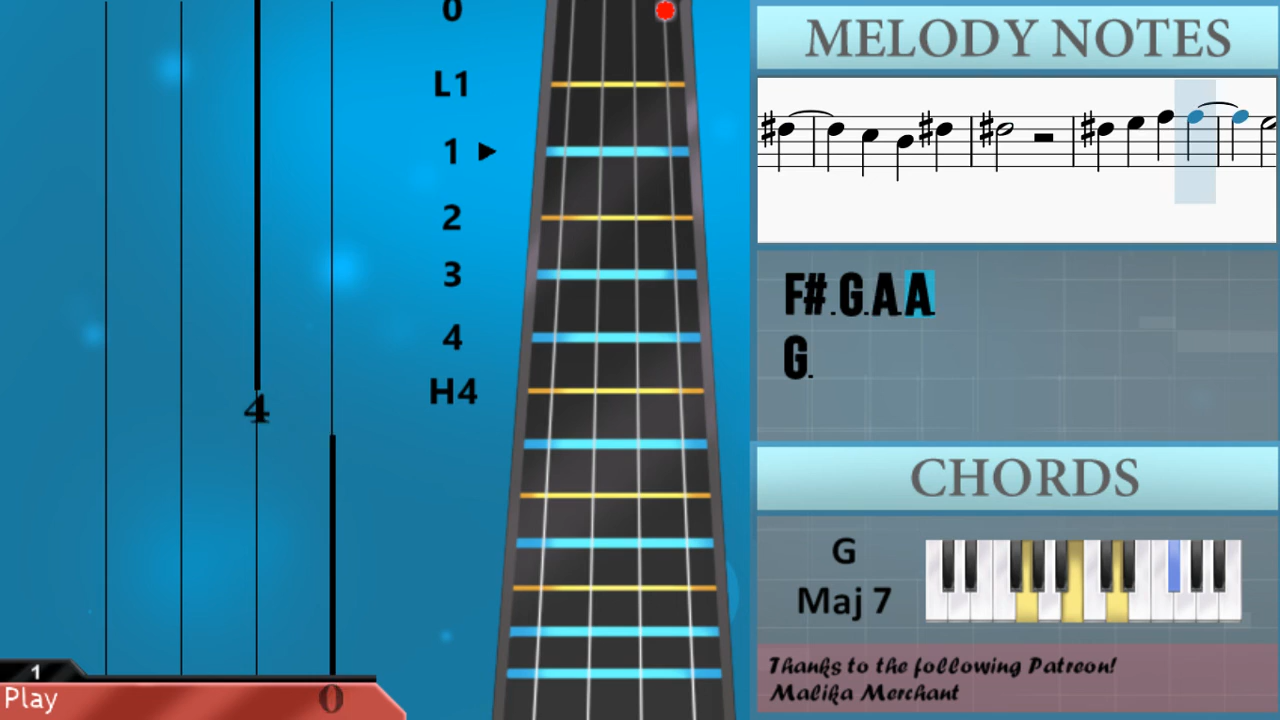 0
L1
1
2
3
4
H4
4
1
Play
0
MELODY NOTES
F#.G.A.A.
G.
CHORDS
G
Maj 7
Thanks to the following Patreon!
Malika Merchant